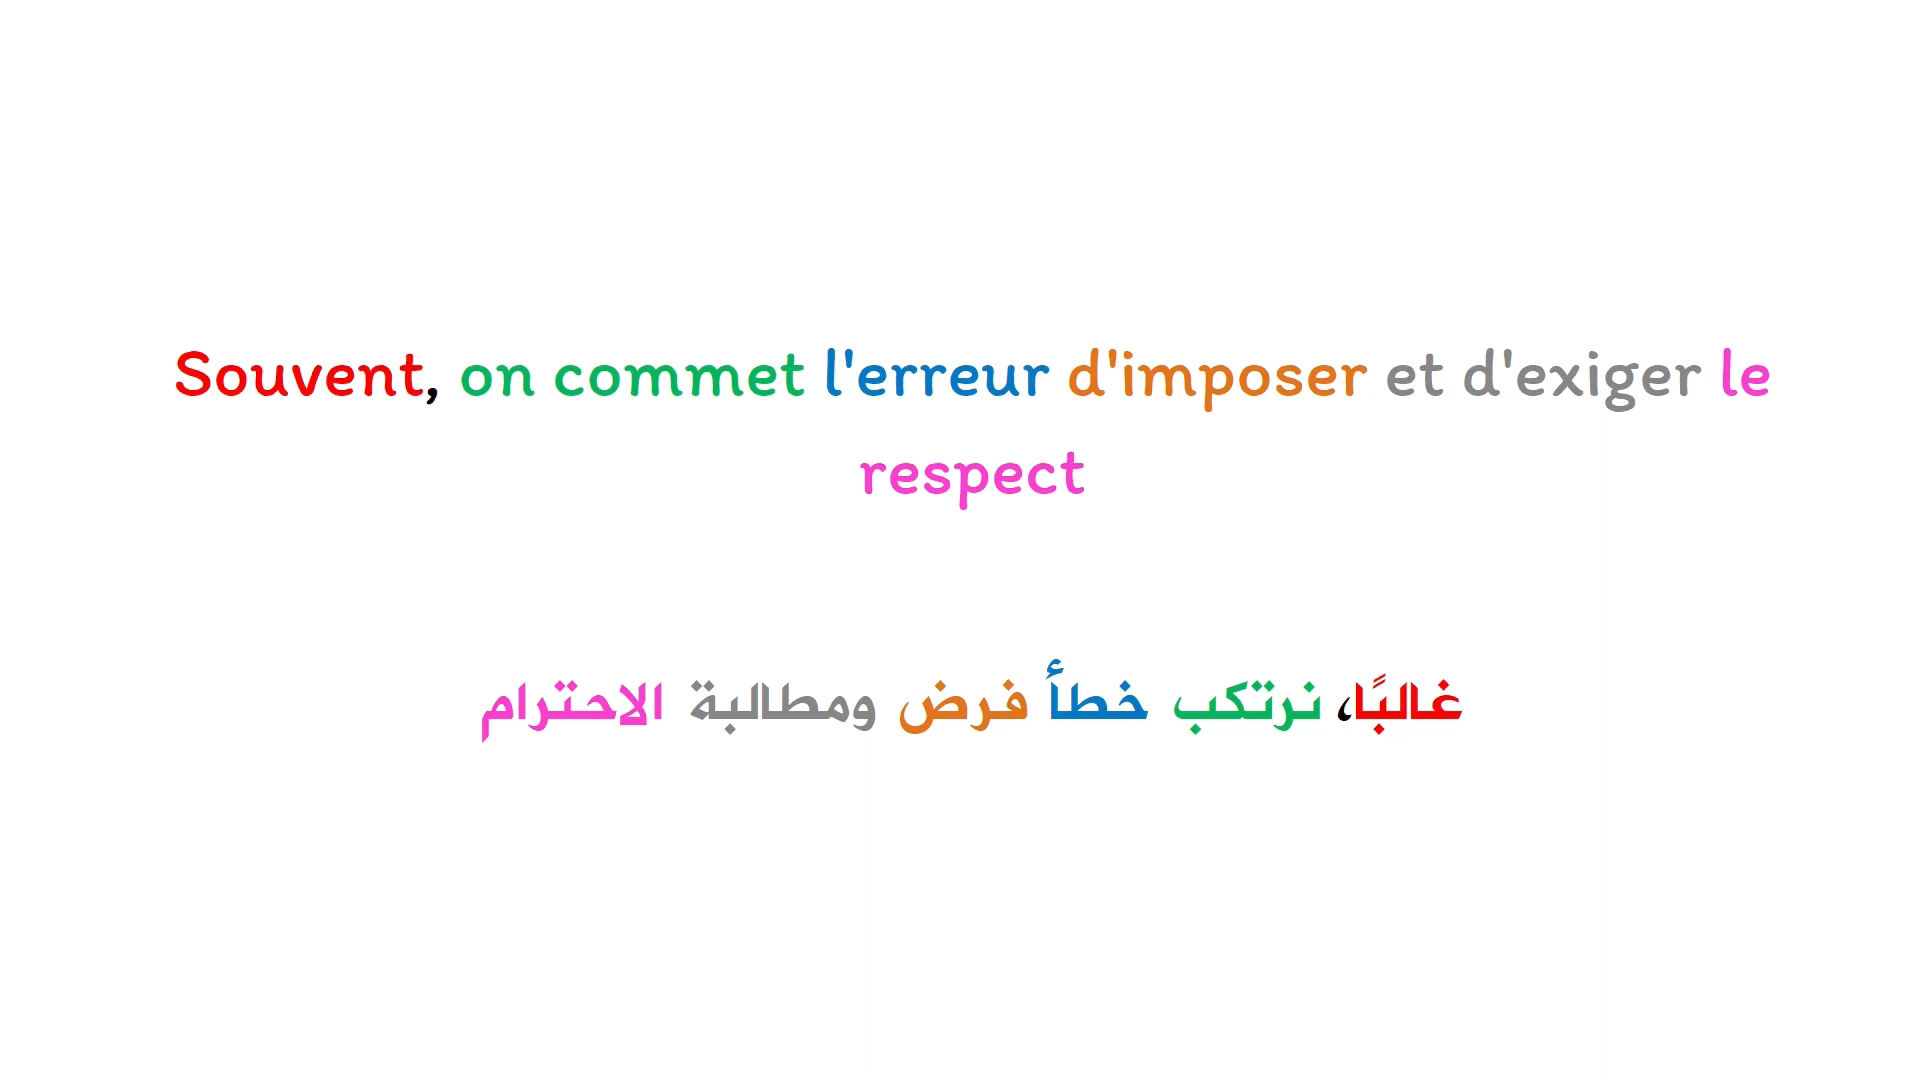 Souvent, on commet l'erreur d'imposer et d'exiger le
respect
غالبًا، نرتكب خطأ فرض ومطالبة الاحترام